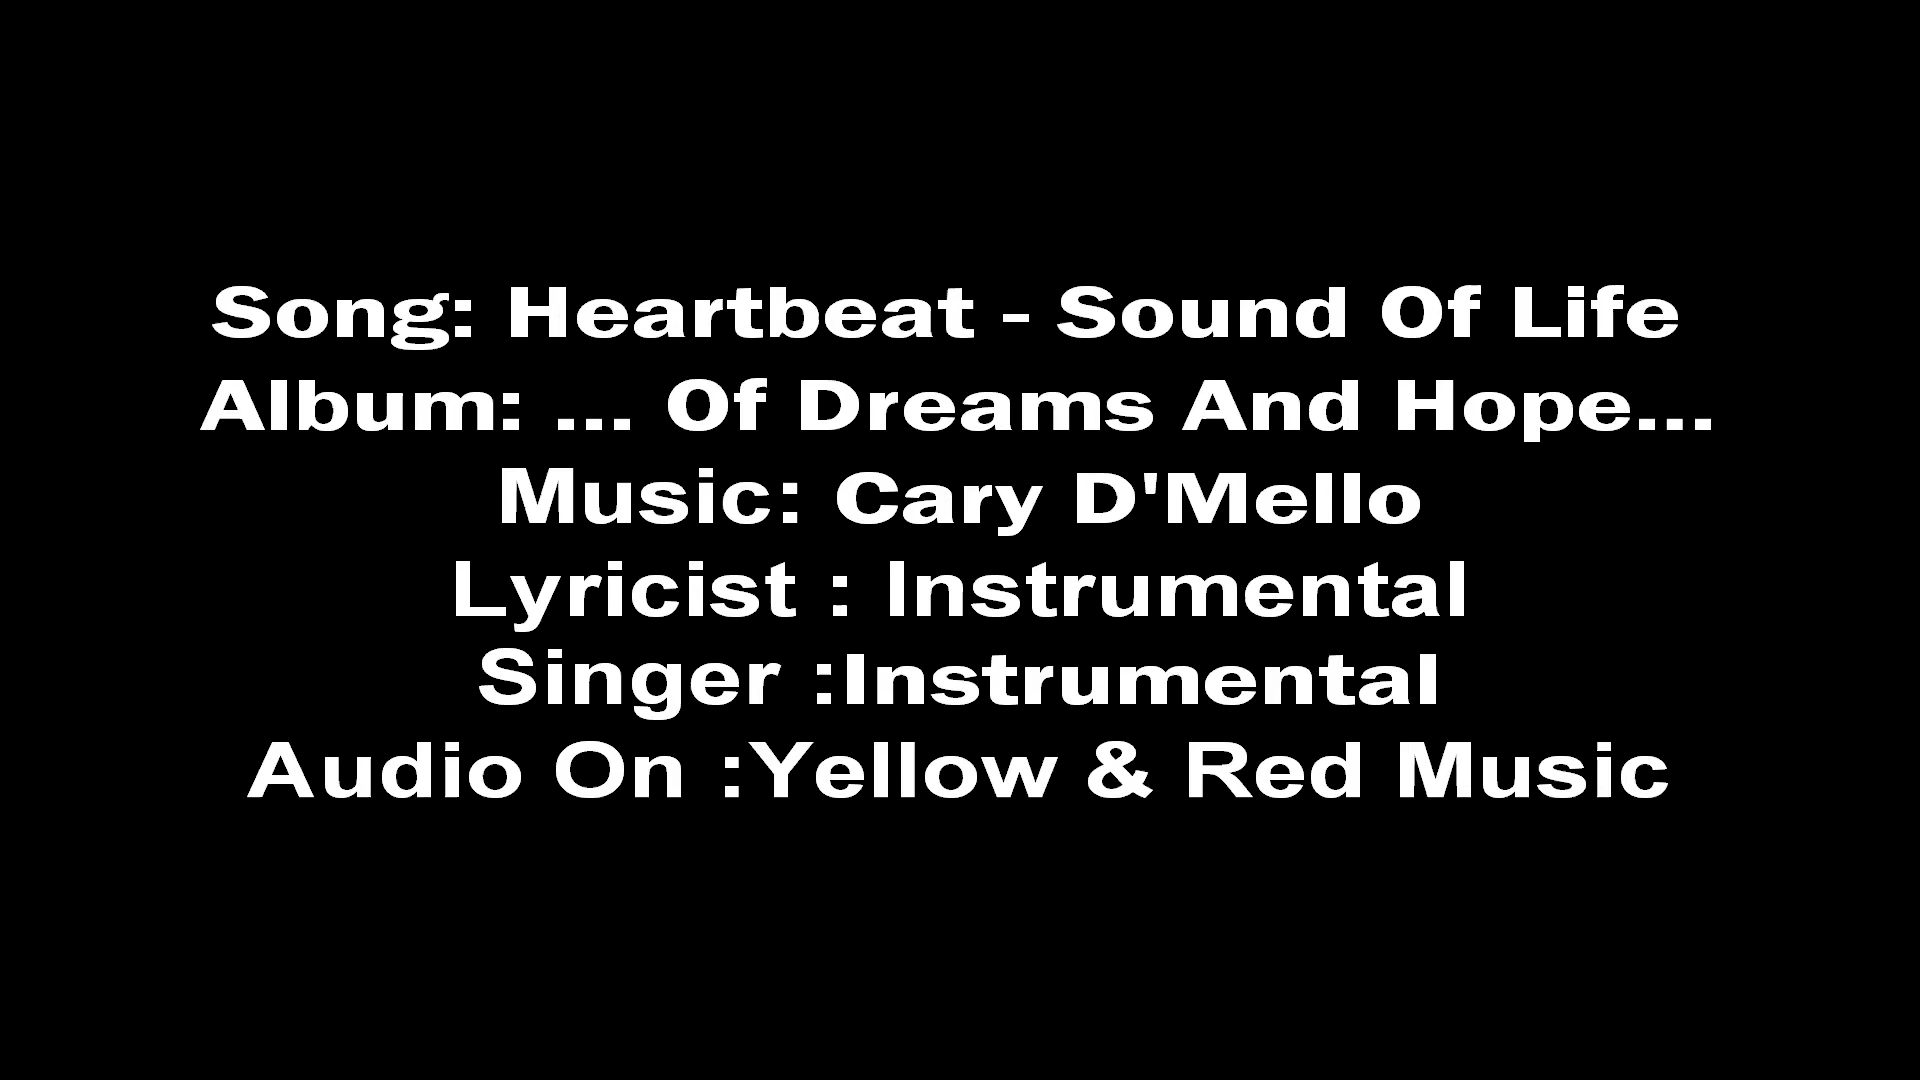 Song: Heartbeat - Sound Of Life
Album: ... Of Dreams And Hope...
Music: Cary D'Mello
Lyricist : Instrumental
Singer :Instrumental
Audio On :Yellow & Red Music